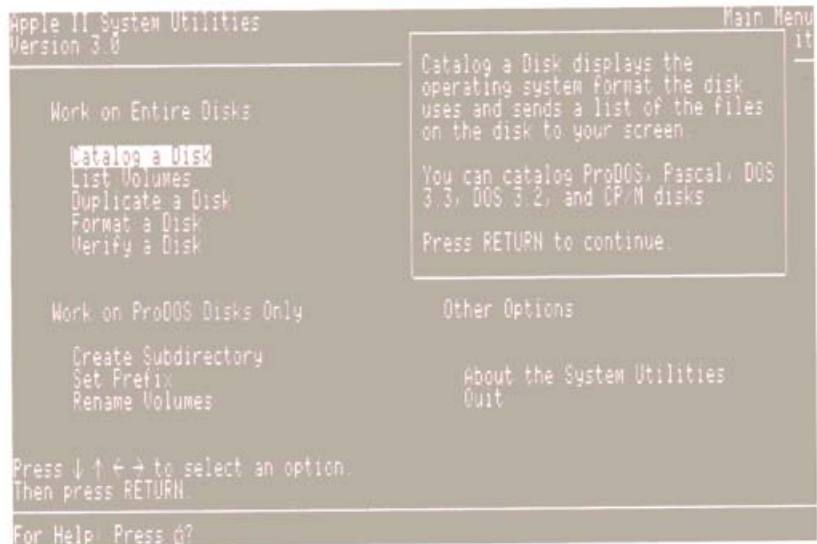 Apple II System Utilities
Version 3.0
Main Menu
it
Catalog a Disk displays the
operating system format the disk
uses and sends a list of the files
on the disk to your screen.
You can catalog ProDOS, Pascal, DOS
3.3, DOS 3.2, and CP/M disks.
Press RETURN to continue.
Work on Entire Disks
Catalog a Disk
List Volumes
Duplicate a Disk
Format a Disk
Verify a Disk
Work on ProDOS Disks Only
Create Subdirectory
Set Prefix
Rename Volumes
Other Options
About the System Utilities
Quit
Press ↓ ↑ ← → to select an option.
Then press RETURN.
For Help: Press ?